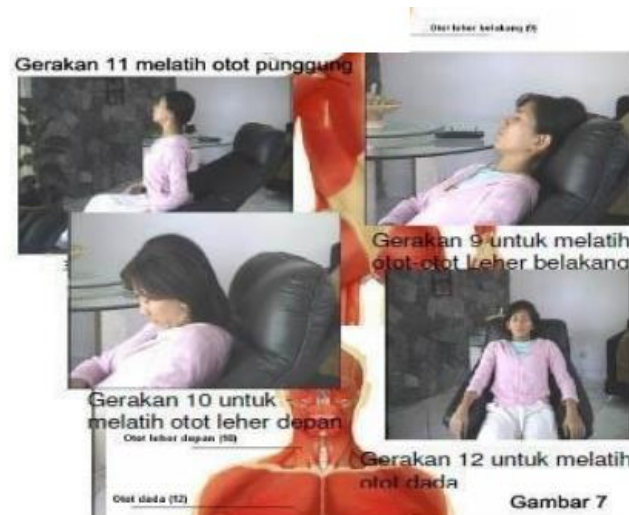 Otot leher belakang (9)
Gerakan 11 melatih otot punggung
Gerakan 9 untuk melatih
otot-otot Leher belakang
Gerakan 10 untuk
melatih otot leher depan
Otot leher depan (10)
Gerakan 12 untuk melatih
otot dada
Otot dada (12)
Gambar 7